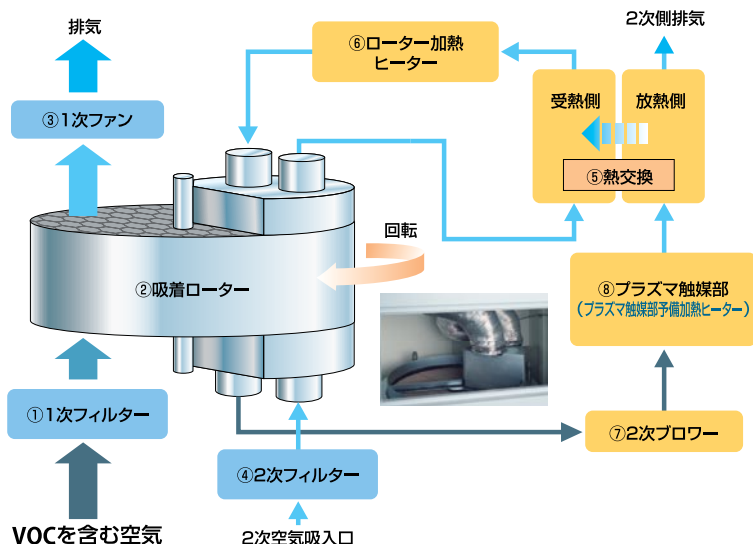 排気
③1次ファン
②吸着ローター
①1次フィルター
VOCを含む空気
⑥ローター加熱
ヒーター
回転
④2次フィルター
2次空気吸入口
2次側排気
受熱側
放熱側
⑤熱交換
⑧プラズマ触媒部
（プラズマ触媒部予備加熱ヒーター）
⑦2次ブロワー